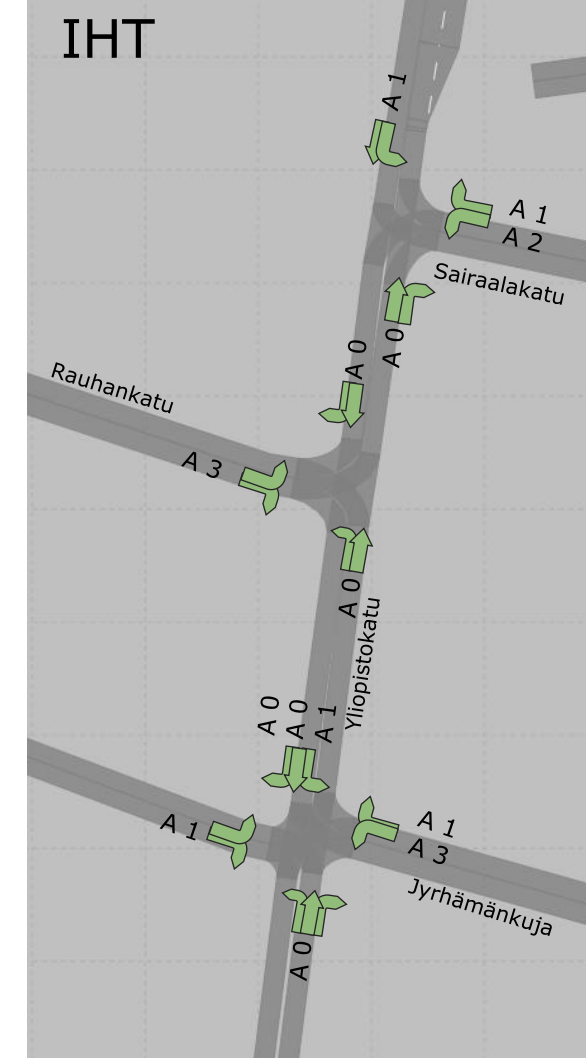 IHT
A 1
A 1
A 2
Sairaalakatu
A 0
A 0
Rauhankatu
A 3
A 0
Yliopistokatu
A 0
A 0
A 1
A 1
A 1
A 3
Jyrhämänkuja
A 0